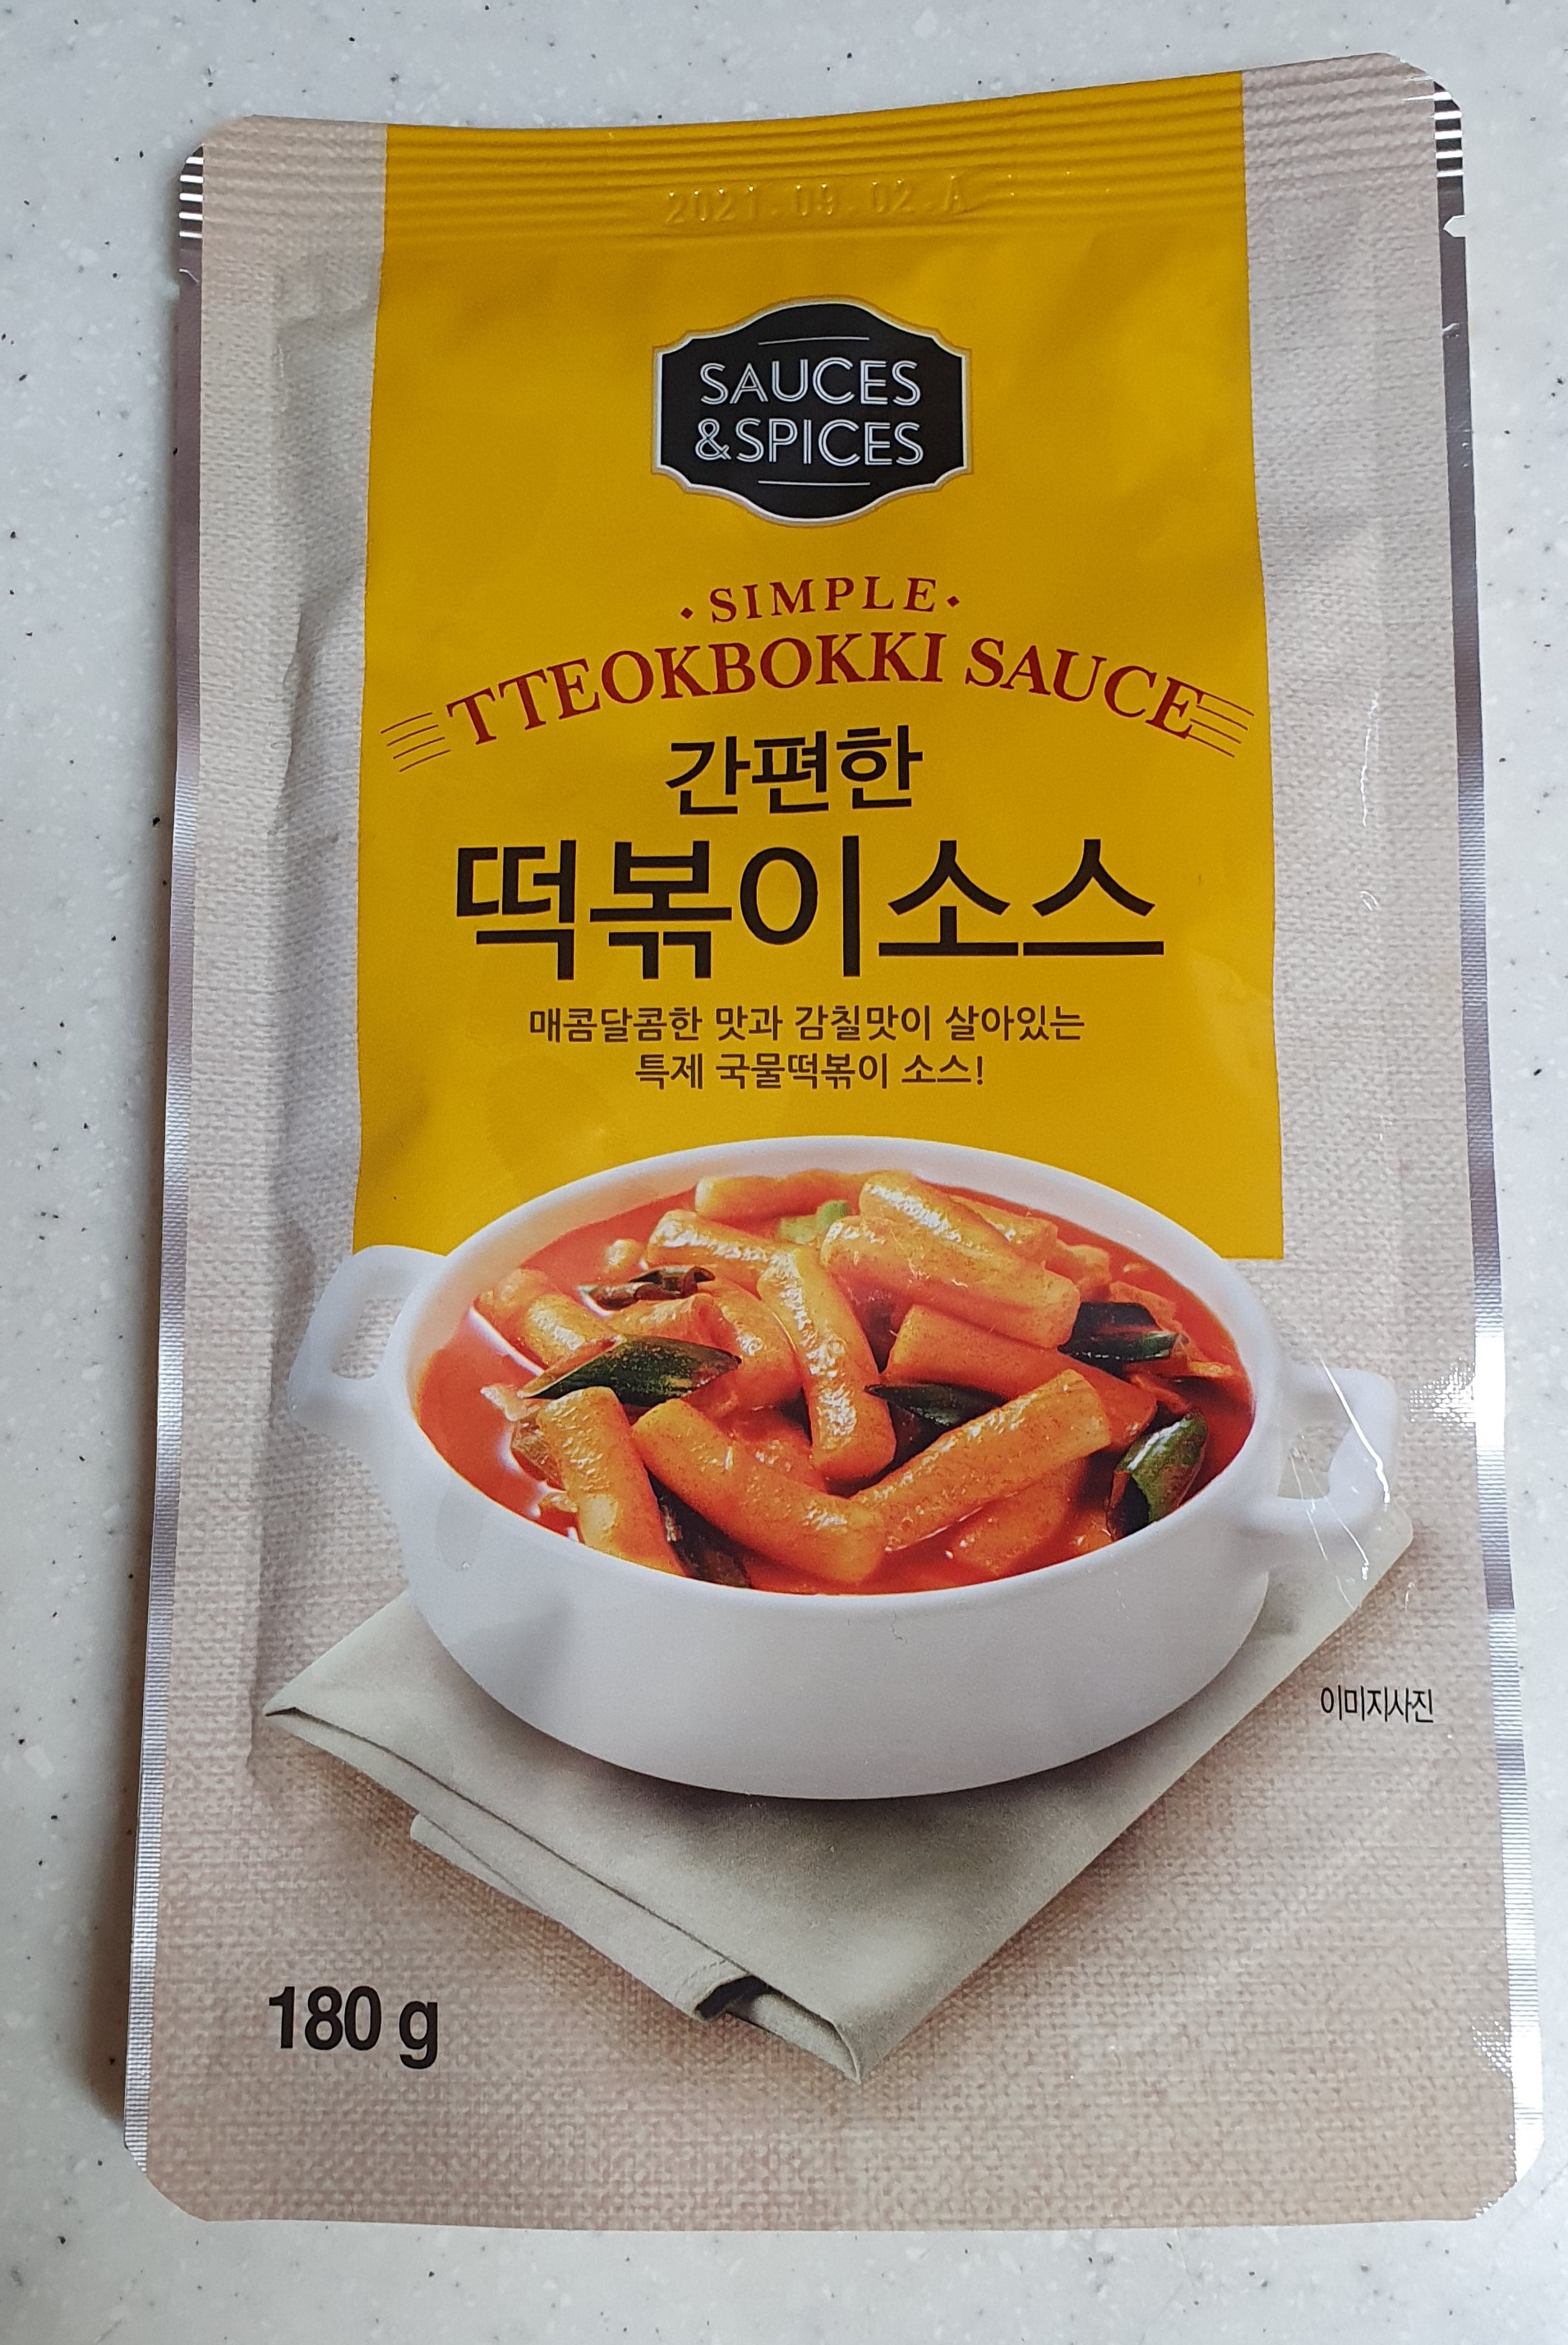 2021.09.02.A
SAUCES
&SPICES
·SIMPLE·
TTEOKBOKKI SAUCE
간편한
떡볶이소스
매콤달콤한 맛과 감칠맛이 살아있는
특제 국물떡볶이 소스!
이미지사진
180 g